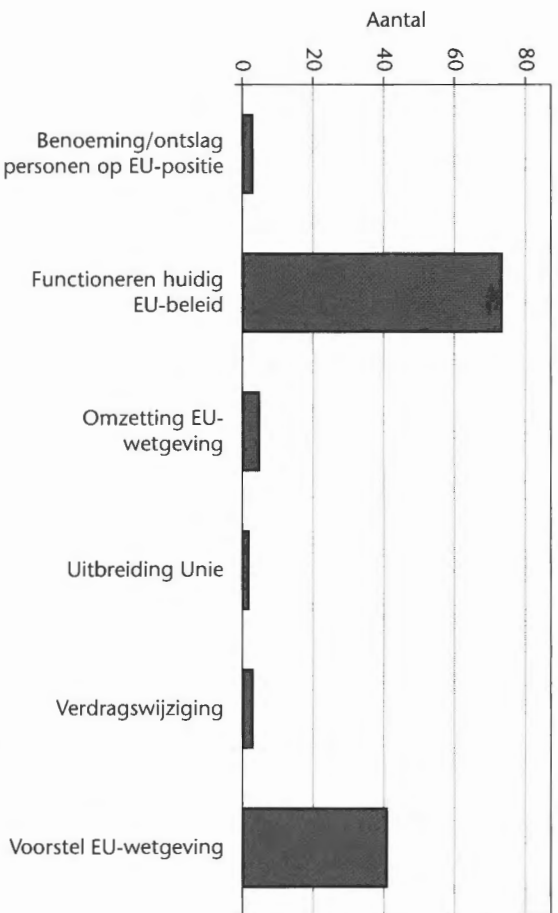 Aantal
0
20
40
60
80
Benoeming/ontslag
personen op EU-positie
Functioneren huidig
EU-beleid
Omzetting EU-
wetgeving
Uitbreiding Unie
Verdragswijziging
Voorstel EU-wetgeving